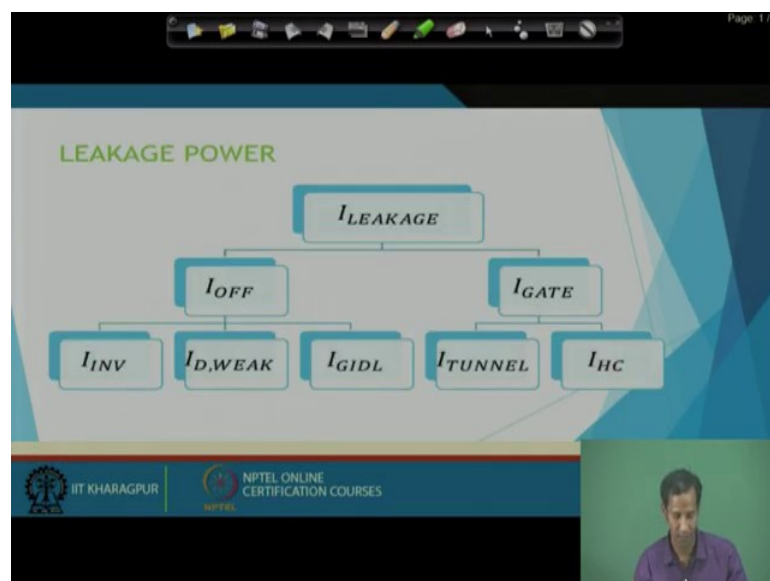 Page: 1 /
LEAKAGE POWER
I_LEAKAGE
I_OFF
I_GATE
I_INV
I_D,WEAK
I_GIDL
I_TUNNEL
I_HC
IIT KHARAGPUR
NPTEL
NPTEL ONLINE
CERTIFICATION COURSES